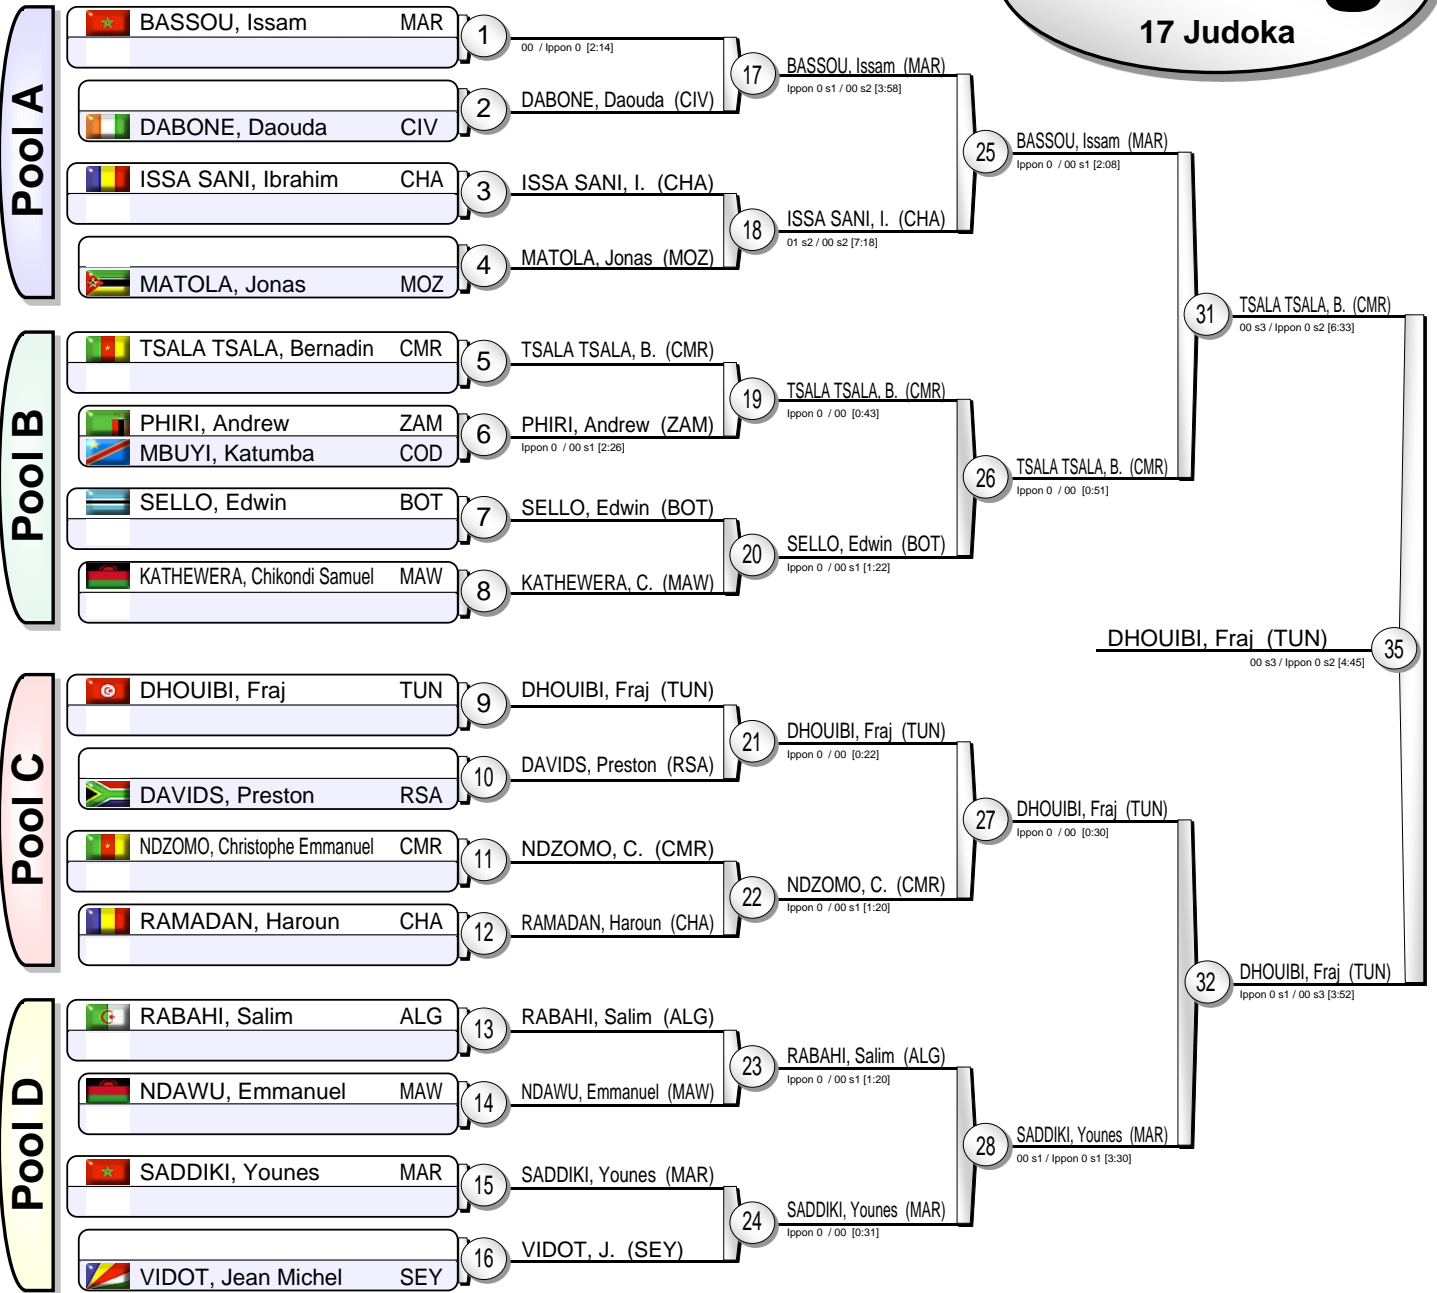 17 Judoka
Pool A
BASSOU, Issam MAR
1
00 / Ippon 0 [2:14]
2
DABONE, Daouda CIV
DABONE, Daouda (CIV)
17
BASSOU, Issam (MAR)
Ippon 0 s1 / 00 s2 [3:58]
ISSA SANI, Ibrahim CHA
3
ISSA SANI, I. (CHA)
4
MATOLA, Jonas MOZ
MATOLA, Jonas (MOZ)
18
ISSA SANI, I. (CHA)
01 s2 / 00 s2 [7:18]
25
BASSOU, Issam (MAR)
Ippon 0 / 00 s1 [2:08]
Pool B
TSALA TSALA, Bernadin CMR
5
TSALA TSALA, B. (CMR)
PHIRI, Andrew ZAM
MBUYI, Katumba COD
6
PHIRI, Andrew (ZAM)
Ippon 0 / 00 s1 [2:26]
19
TSALA TSALA, B. (CMR)
Ippon 0 / 00 [0:43]
SELLO, Edwin BOT
7
SELLO, Edwin (BOT)
KATHEWERA, Chikondi Samuel MAW
8
KATHEWERA, C. (MAW)
20
SELLO, Edwin (BOT)
Ippon 0 / 00 s1 [1:22]
26
TSALA TSALA, B. (CMR)
Ippon 0 / 00 [0:51]
31
TSALA TSALA, B. (CMR)
00 s3 / Ippon 0 s2 [6:33]
DHOUIBI, Fraj (TUN)
00 s3 / Ippon 0 s2 [4:45]
35
Pool C
DHOUIBI, Fraj TUN
9
DHOUIBI, Fraj (TUN)
10
DAVIDS, Preston RSA
DAVIDS, Preston (RSA)
21
DHOUIBI, Fraj (TUN)
Ippon 0 / 00 [0:22]
NDZOMO, Christophe Emmanuel CMR
11
NDZOMO, C. (CMR)
RAMADAN, Haroun CHA
12
RAMADAN, Haroun (CHA)
22
NDZOMO, C. (CMR)
Ippon 0 / 00 s1 [1:20]
27
DHOUIBI, Fraj (TUN)
Ippon 0 / 00 [0:30]
Pool D
RABAHI, Salim ALG
13
RABAHI, Salim (ALG)
NDAWU, Emmanuel MAW
14
NDAWU, Emmanuel (MAW)
23
RABAHI, Salim (ALG)
Ippon 0 / 00 s1 [1:20]
SADDIKI, Younes MAR
15
SADDIKI, Younes (MAR)
16
VIDOT, Jean Michel SEY
VIDOT, J. (SEY)
24
SADDIKI, Younes (MAR)
Ippon 0 / 00 [0:31]
28
SADDIKI, Younes (MAR)
00 s1 / Ippon 0 s1 [3:30]
32
DHOUIBI, Fraj (TUN)
Ippon 0 s1 / 00 s3 [3:52]